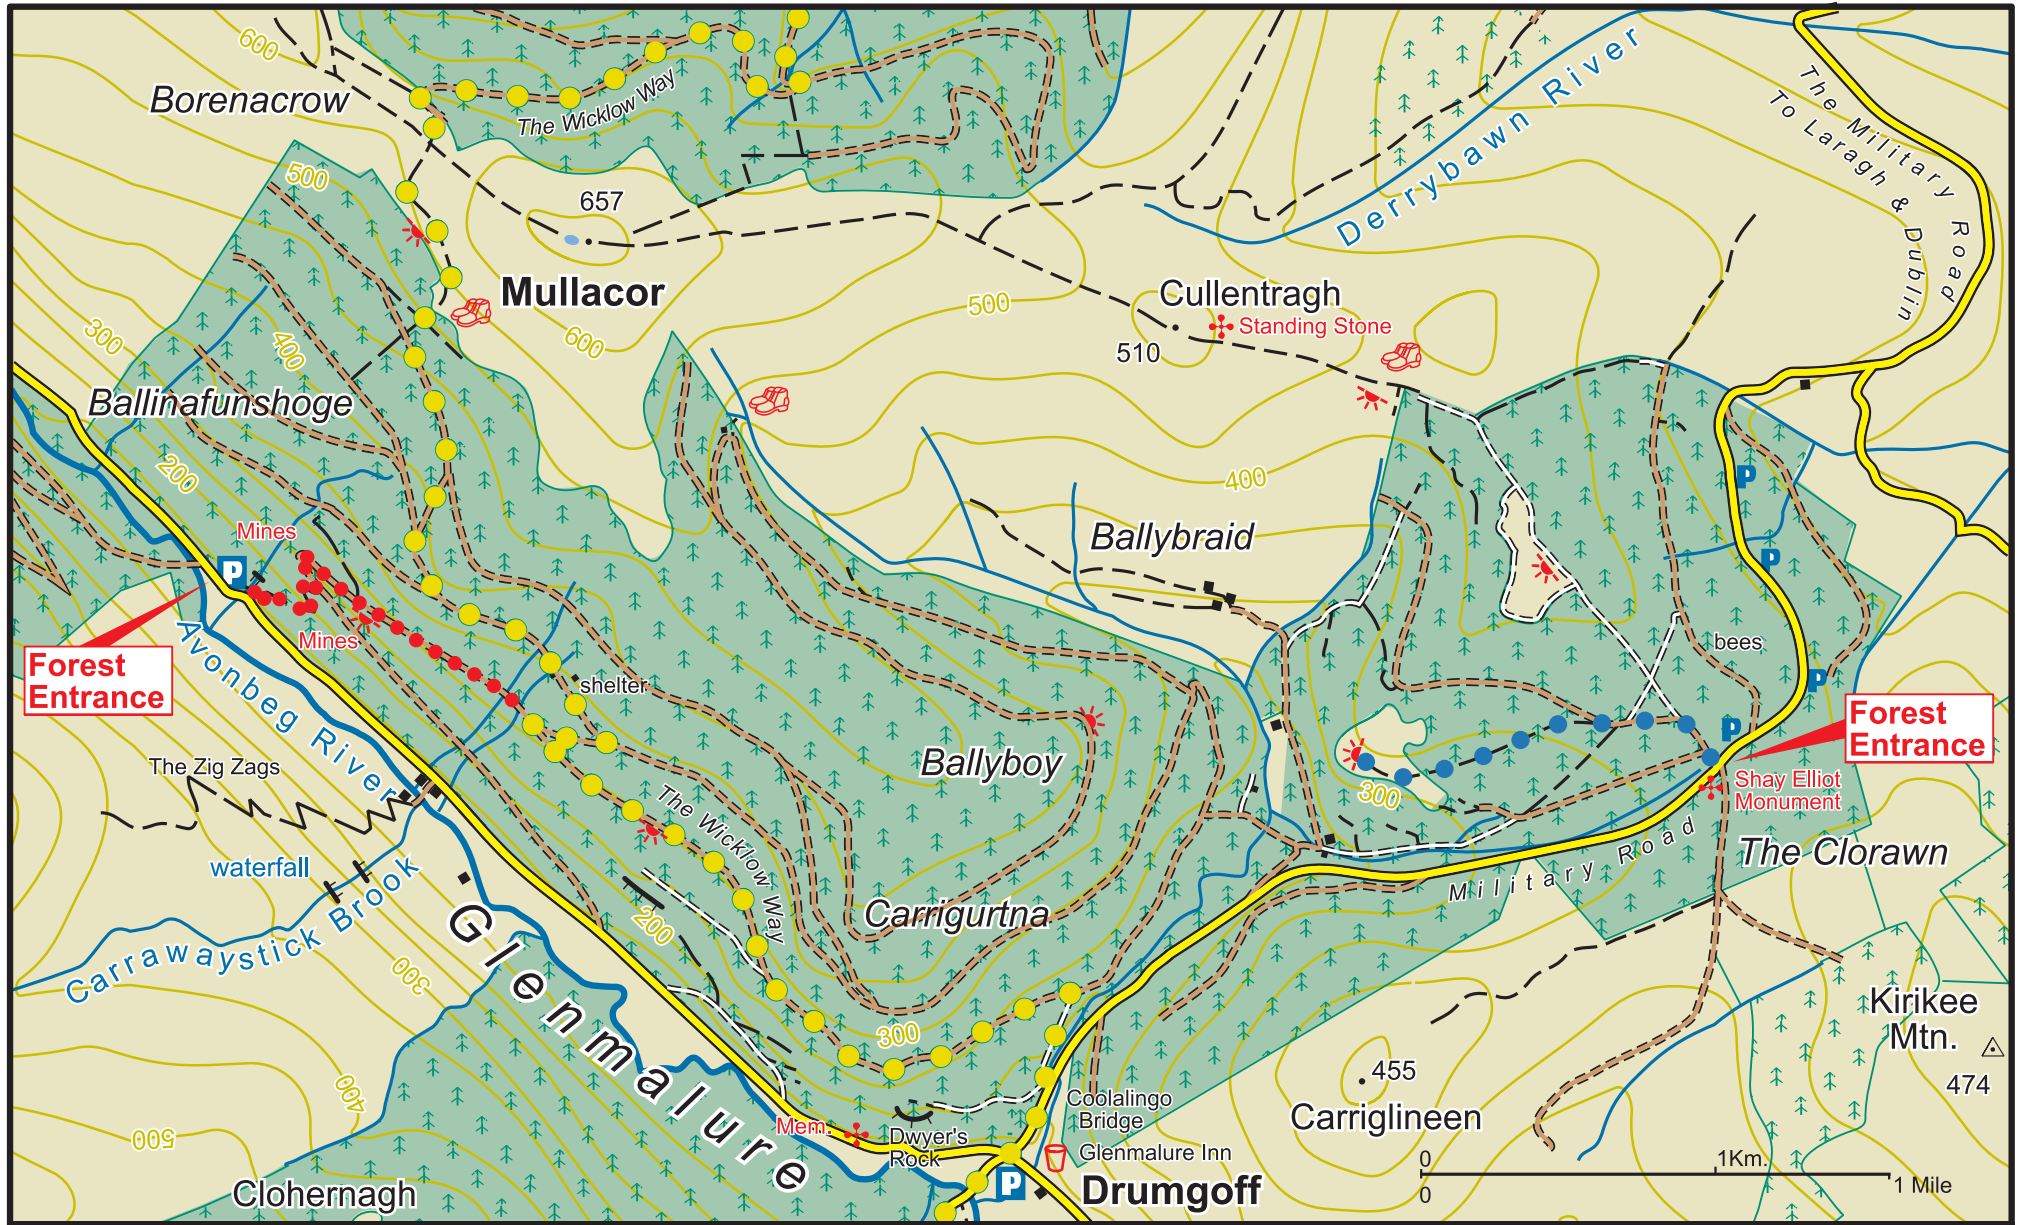 600
Borenacrow
The Wicklow Way
Derrybawn River
The Military Road
To Laragh & Dublin
500
657
Mullacor
600
500
Cullentragh
Standing Stone
510
300
400
Ballinafunshoge
200
400
Ballybraid
Mines
P
Mines
P
P
bees
P
P
Forest
Entrance
Avonbeg River
shelter
Forest
Entrance
Ballyboy
The Zig Zags
The Wicklow Way
300
Shay Elliot
Monument
Military Road
The Clorawn
waterfall
Carrawaystick Brook
Glenmalure
200
Carrigurtna
300
300
Kirikee
Mtn.
474
455
Carriglineen
400
500
Coolalingo
Bridge
Mem.
Dwyer's
Rock
Glenmalure Inn
P
Drumgoff
Clohernagh
0
1Km.
0
1 Mile